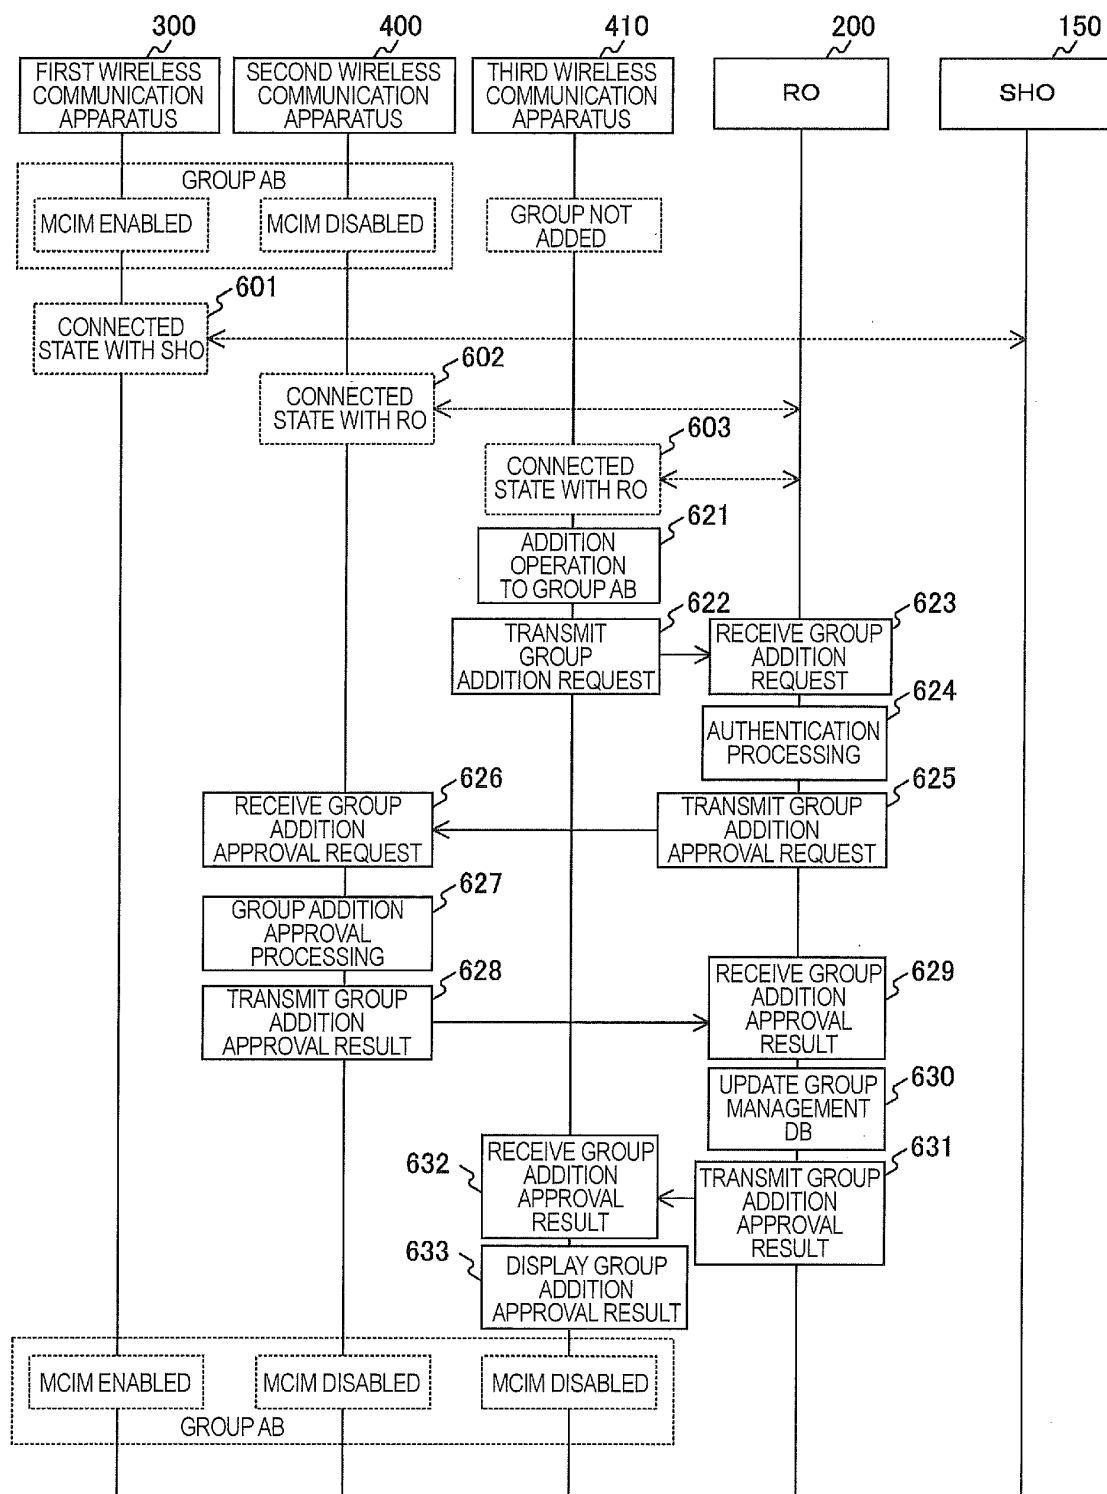 300
400
410
200
150
FIRST WIRELESS
COMMUNICATION
APPARATUS
SECOND WIRELESS
COMMUNICATION
APPARATUS
THIRD WIRELESS
COMMUNICATION
APPARATUS
RO
SHO
GROUP AB
MCIM ENABLED
MCIM DISABLED
GROUP NOT
ADDED
601
CONNECTED
STATE WITH SHO
602
CONNECTED
STATE WITH RO
603
CONNECTED
STATE WITH RO
621
ADDITION
OPERATION
TO GROUP AB
622
TRANSMIT
GROUP
ADDITION REQUEST
623
RECEIVE GROUP
ADDITION
REQUEST
624
AUTHENTICATION
PROCESSING
625
TRANSMIT GROUP
ADDITION
APPROVAL REQUEST
626
RECEIVE GROUP
ADDITION
APPROVAL REQUEST
627
GROUP ADDITION
APPROVAL
PROCESSING
628
TRANSMIT GROUP
ADDITION
APPROVAL RESULT
629
RECEIVE GROUP
ADDITION
APPROVAL
RESULT
630
UPDATE GROUP
MANAGEMENT
DB
631
TRANSMIT GROUP
ADDITION
APPROVAL
RESULT
632
RECEIVE GROUP
ADDITION
APPROVAL
RESULT
633
DISPLAY GROUP
ADDITION
APPROVAL RESULT
MCIM ENABLED
MCIM DISABLED
MCIM DISABLED
GROUP AB